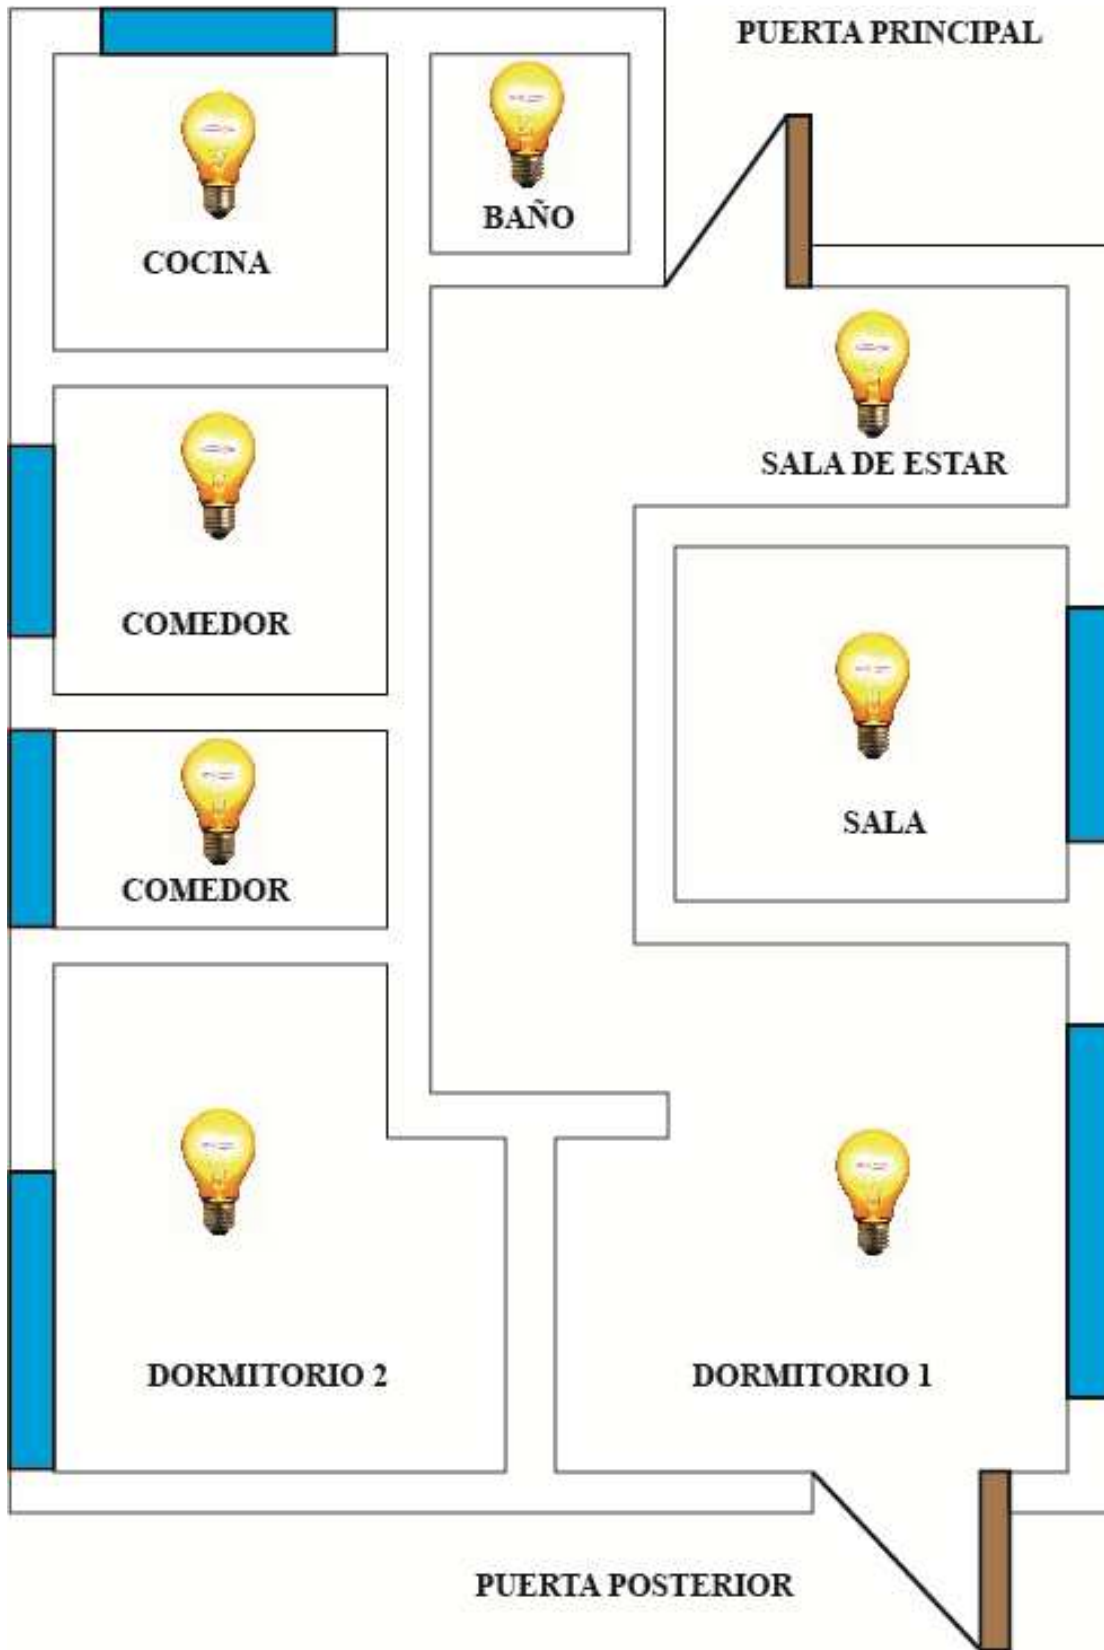 PUERTA PRINCIPAL
BAÑO
COCINA
SALA DE ESTAR
COMEDOR
SALA
COMEDOR
DORMITORIO 2
DORMITORIO 1
PUERTA POSTERIOR